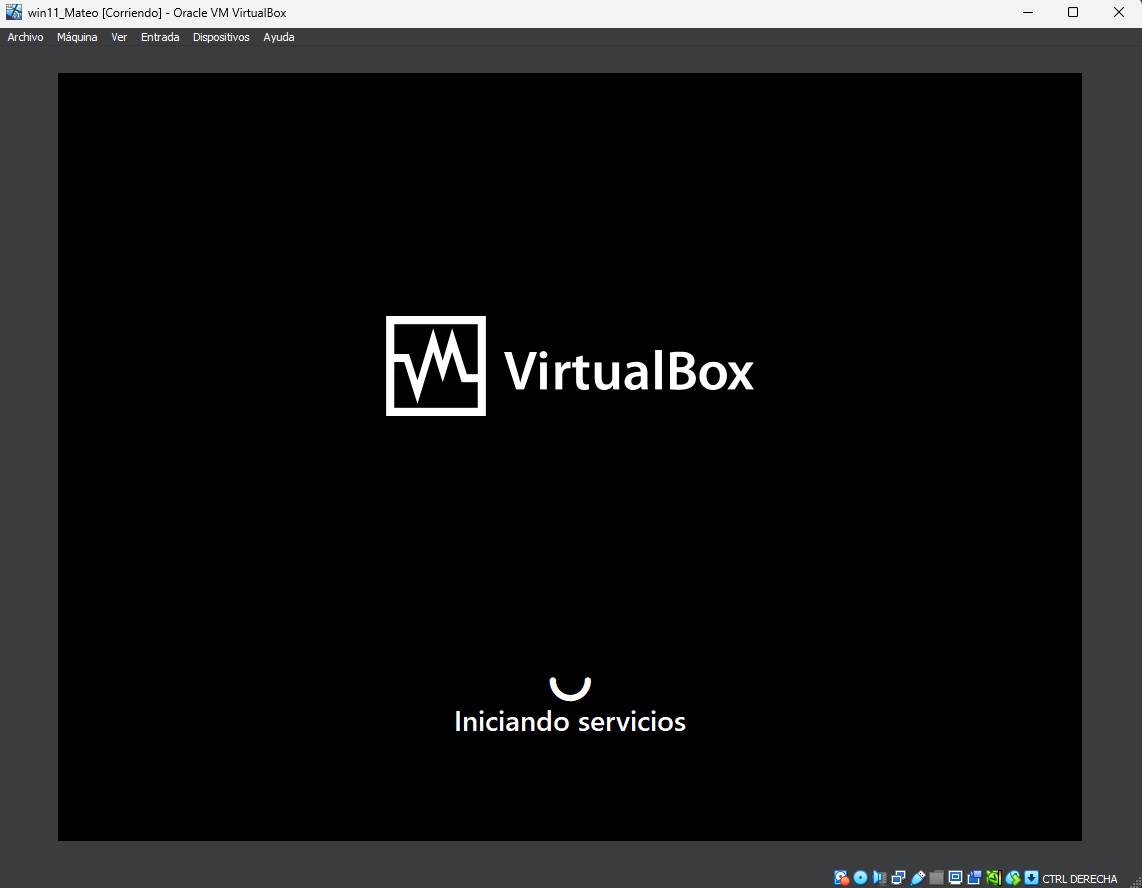 win11_Mateo [Corriendo] - Oracle VM VirtualBox
Archivo Máquina Ver Entrada Dispositivos Ayuda
VirtualBox
Iniciando servicios
CTRL DERECHA